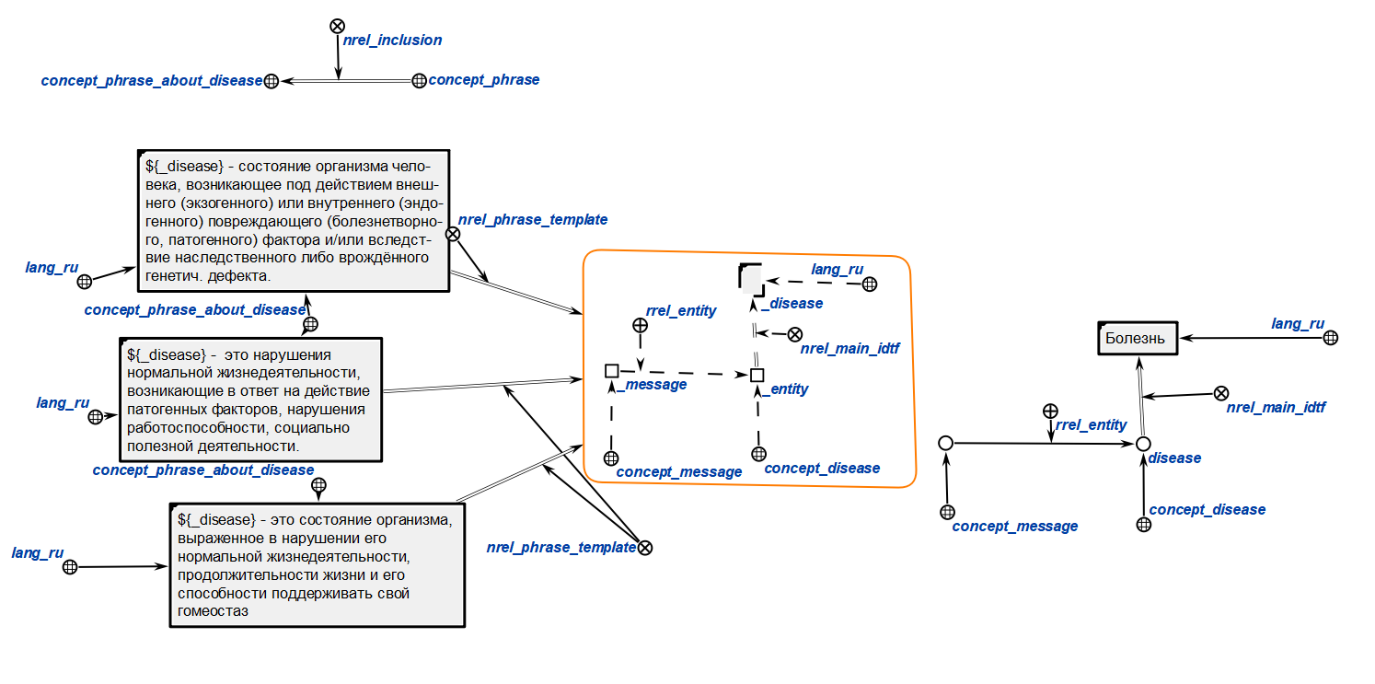 nrel_inclusion
concept_phrase_about_disease
concept_phrase
${_disease} - состояние организма чело-
века, возникающее под действием внеш-
него (экзогенного) или внутреннего (эндо-
генного) повреждающего (болезнетворно-
го, патогенного) фактора и/или вследст-
вие наследственного либо врождённого
генетич. дефекта.
nrel_phrase_template
lang_ru
concept_phrase_about_disease
${_disease} -  это нарушения
нормальной жизнедеятельности,
возникающие в ответ на действие
патогенных факторов, нарушения
работоспособности, социально
полезной деятельности.
lang_ru
concept_phrase_about_disease
${_disease} - это состояние организма,
выраженное в нарушении его
нормальной жизнедеятельности,
продолжительности жизни и его
способности поддерживать свой
гомеостаз
lang_ru
nrel_phrase_template
lang_ru
_disease
rrel_entity
nrel_main_idtf
_message
_entity
concept_message
concept_disease
lang_ru
Болезнь
nrel_main_idtf
rrel_entity
disease
concept_disease
concept_message